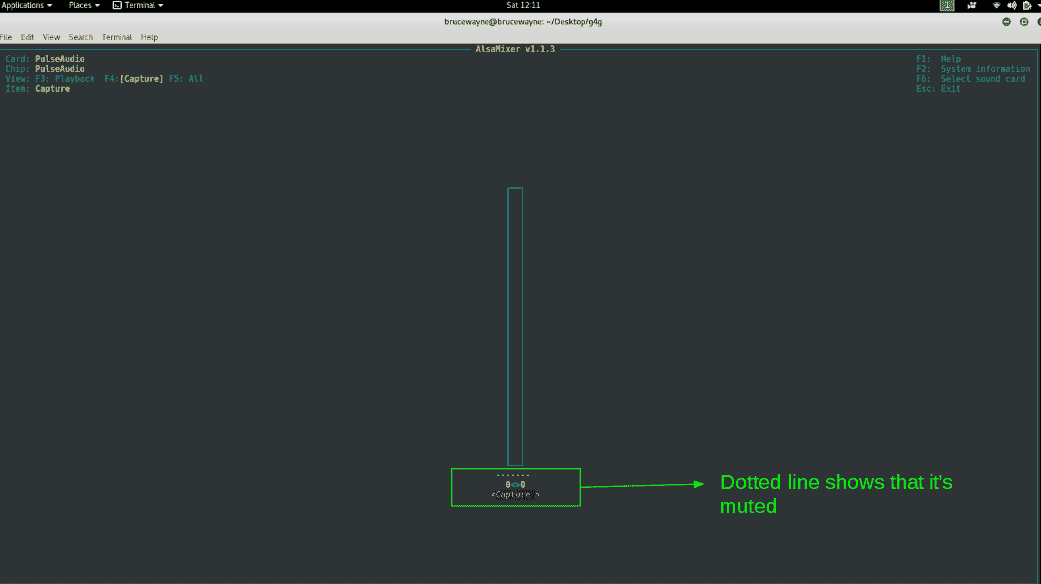 Applications Places Terminal Sat 12:11
brucewayne@brucewayne: ~/Desktop/g4g
File Edit View Search Terminal Help
AlsaMixer v1.1.3
Card: PulseAudio F1: Help
Chip: PulseAudio F2: System information
View: F3: Playback F4:[Capture] F5: All F6: Select sound card
Item: Capture Esc: Exit
-------
0<>0
<Capture >
Dotted line shows that it's
muted